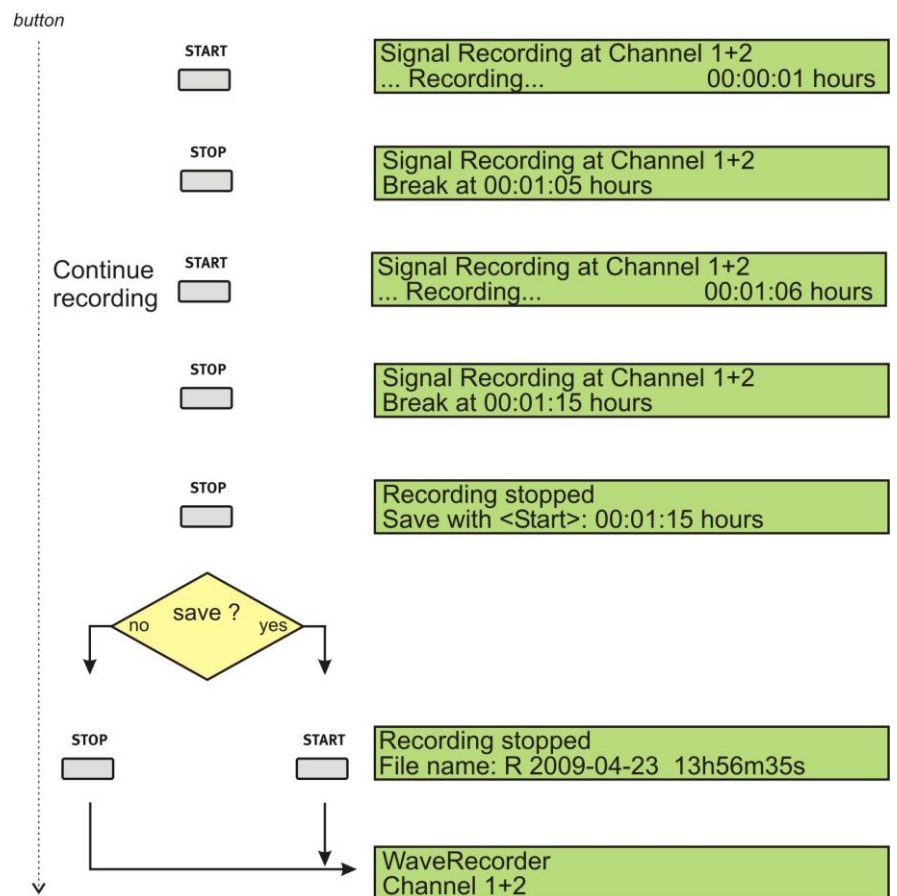 button
START
Signal Recording at Channel 1+2
... Recording... 00:00:01 hours
STOP
Signal Recording at Channel 1+2
Break at 00:01:05 hours
Continue
recording
START
Signal Recording at Channel 1+2
... Recording... 00:01:06 hours
STOP
Signal Recording at Channel 1+2
Break at 00:01:15 hours
STOP
Recording stopped
Save with <Start>: 00:01:15 hours
save ?
no yes
STOP
START
Recording stopped
File name: R 2009-04-23 13h56m35s
WaveRecorder
Channel 1+2